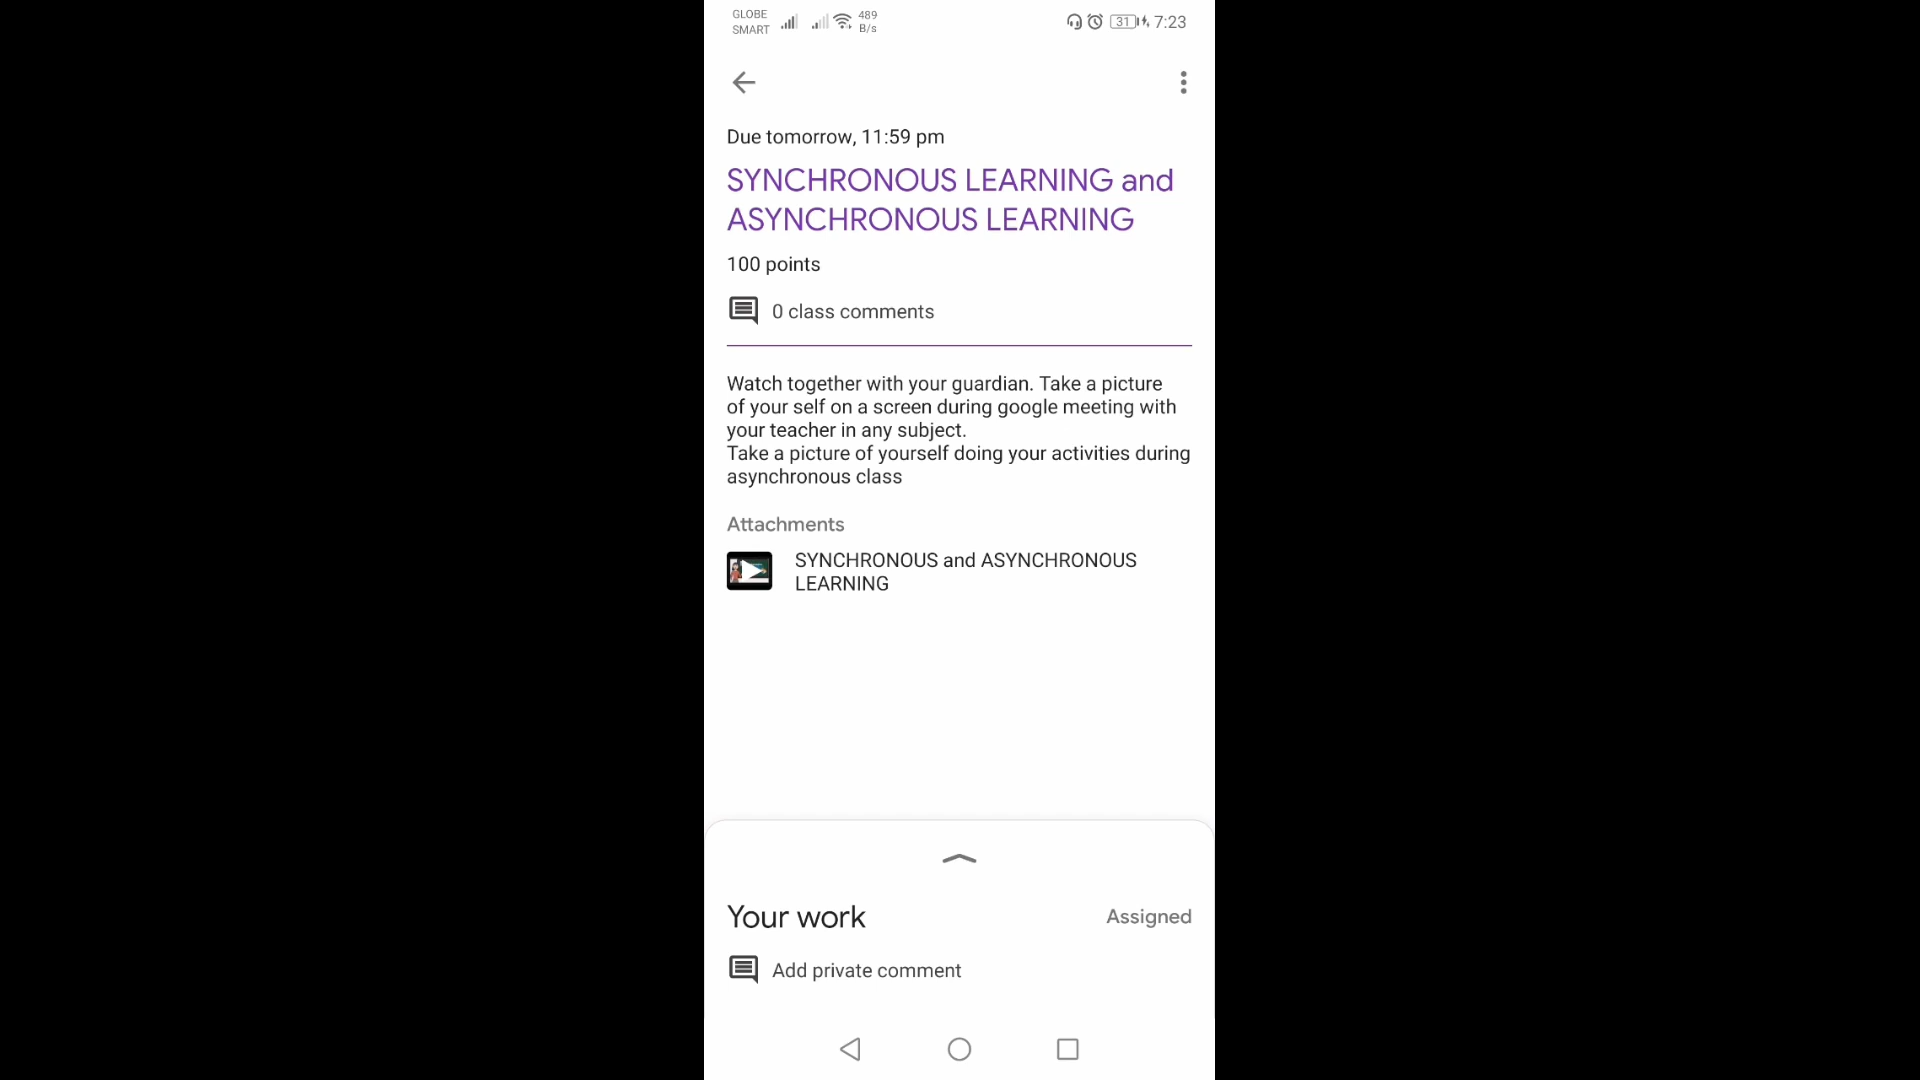 GLOBE
SMART
489
B/s
31
7:23
Due tomorrow, 11:59 pm
SYNCHRONOUS LEARNING and
ASYNCHRONOUS LEARNING
100 points
0 class comments
Watch together with your guardian. Take a picture
of your self on a screen during google meeting with
your teacher in any subject.
Take a picture of yourself doing your activities during
asynchronous class
Attachments
SYNCHRONOUS and ASYNCHRONOUS
LEARNING
Your work
Assigned
Add private comment